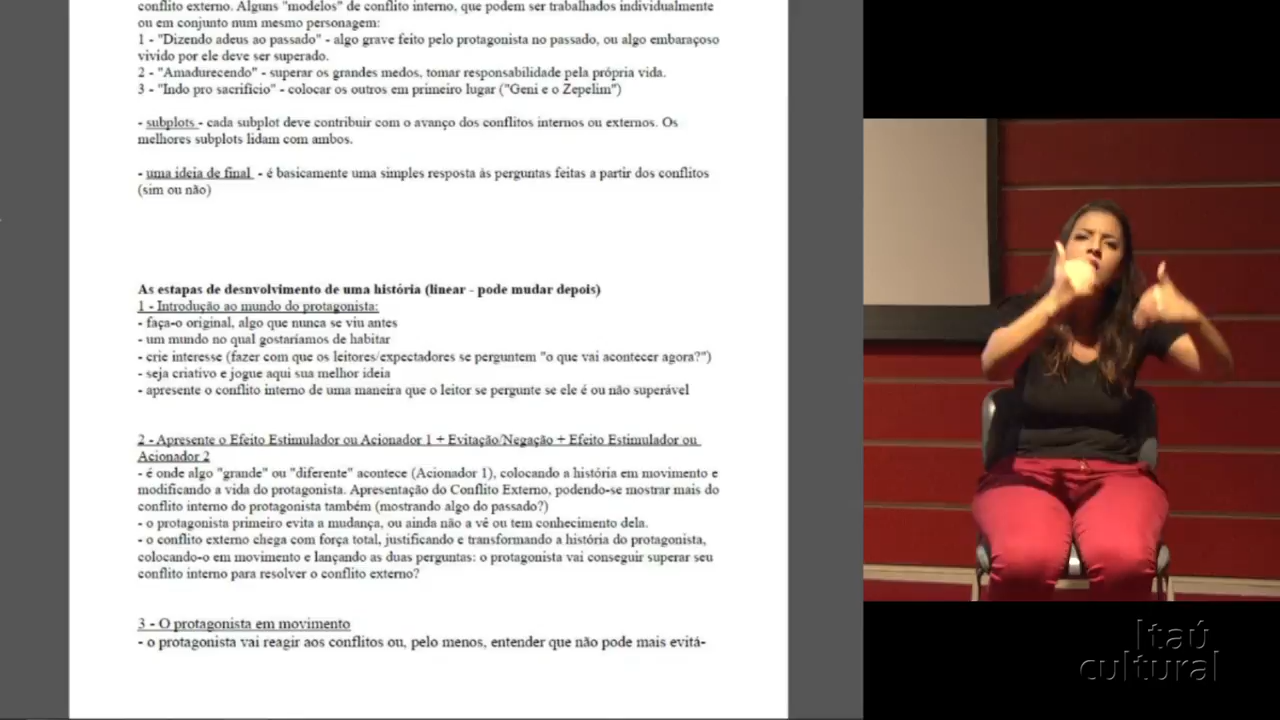 conflito externo. Alguns "modelos" de conflito interno, que podem ser trabalhados individualmente
ou em conjunto num mesmo personagem:
1 - "Dizendo adeus ao passado" - algo grave feito pelo protagonista no passado, ou algo embaraçoso
vivido por ele deve ser superado.
2 - "Amadurecendo" - superar os grandes medos, tomar responsabilidade pela própria vida.
3 - "Indo pro sacrifício" - colocar os outros em primeiro lugar ("Geni e o Zepelim")
- subplots - cada subplot deve contribuir com o avanço dos conflitos internos ou externos. Os
melhores subplots lidam com ambos.
- uma ideia de final - é basicamente uma simples resposta às perguntas feitas a partir dos conflitos
(sim ou não)
As estapas de desnvolvimento de uma história (linear - pode mudar depois)
1 - Introdução ao mundo do protagonista:
- faça-o original, algo que nunca se viu antes
- um mundo no qual gostaríamos de habitar
- crie interesse (fazer com que os leitores/expectadores se perguntem "o que vai acontecer agora?")
- seja criativo e jogue aqui sua melhor ideia
- apresente o conflito interno de uma maneira que o leitor se pergunte se ele é ou não superável
2 - Apresente o Efeito Estimulador ou Acionador 1 + Evitação/Negação + Efeito Estimulador ou
Acionador 2
- é onde algo "grande" ou "diferente" acontece (Acionador 1), colocando a história em movimento e
modificando a vida do protagonista. Apresentação do Conflito Externo, podendo-se mostrar mais do
conflito interno do protagonista também (mostrando algo do passado?)
- o protagonista primeiro evita a mudança, ou ainda não a vê ou tem conhecimento dela.
- o conflito externo chega com força total, justificando e transformando a história do protagonista,
colocando-o em movimento e lançando as duas perguntas: o protagonista vai conseguir superar seu
conflito interno para resolver o conflito externo?
3 - O protagonista em movimento
- o protagonista vai reagir aos conflitos ou, pelo menos, entender que não pode mais evitá-
Itaú
cultural